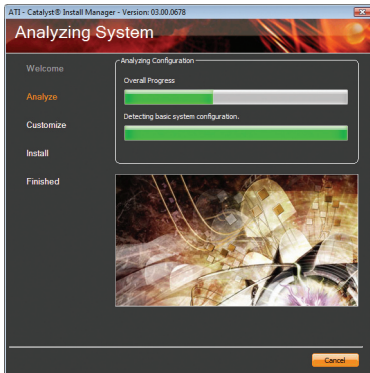 ATI - Catalyst® Install Manager - Version: 03.00.0678
Analyzing System
Welcome
Analyze
Customize
Install
Finished
Analyzing Configuration
Overall Progress
Detecting basic system configuration.
Cancel